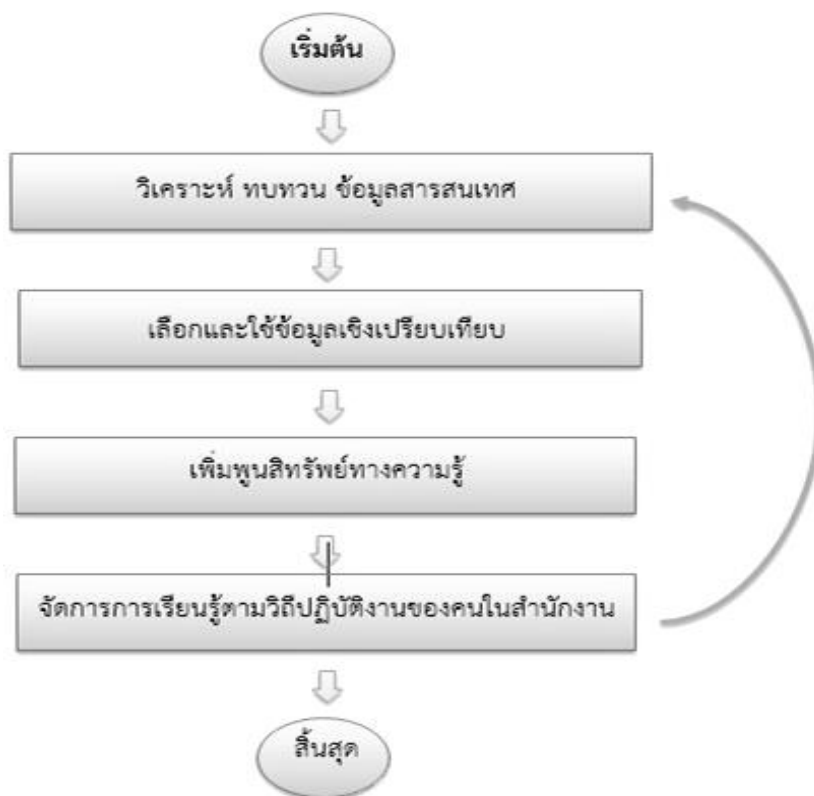 เริ่มต้น
วิเคราะห์ ทบทวน ข้อมูลสารสนเทศ
เลือกและใช้ข้อมูลเชิงเปรียบเทียบ
เพิ่มพูนสิทรัพย์ทางความรู้
จัดการการเรียนรู้ตามวิถีปฏิบัติงานของคนในสำนักงาน
สิ้นสุด